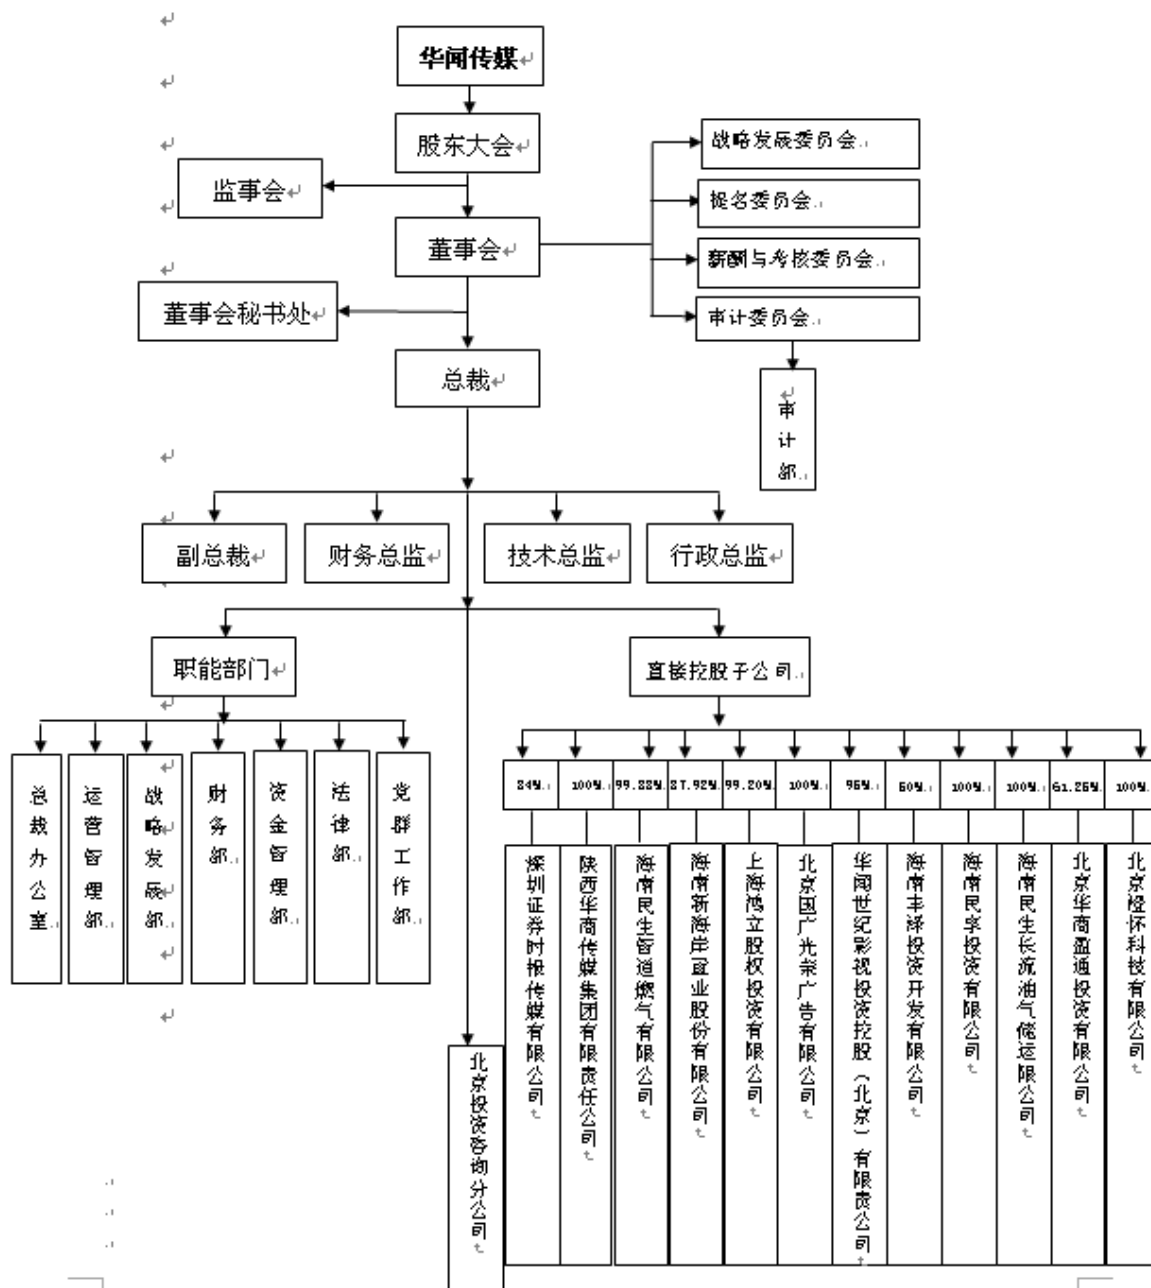 华闻传媒
股东大会
监事会
董事会
战略发展委员会
提名委员会
薪酬与考核委员会
审计委员会
董事会秘书处
总裁
审计部
副总裁
财务总监
技术总监
行政总监
职能部门
直接控股子公司
总裁办公室
运营管理部
战略发展部
财务部
资金管理部
法律部
党群工作部
84%
100%
99.88%
87.92%
99.20%
100%
96%
60%
100%
100%
61.26%
100%
深圳证券时报传媒有限公司
陕西华商传媒集团有限责任公司
海南民生管道燃气有限公司
海南新海岸置业股份有限公司
上海鸿立股权投资有限公司
北京国广光荣广告有限公司
华闻世纪影视投资控股（北京）有限责公司
海南丰泽投资开发有限公司
海南民享投资有限公司
海南民生长流油气储运限公司
北京华商盈通投资有限公司
北京澄怀科技有限公司
北京投资咨询分公司